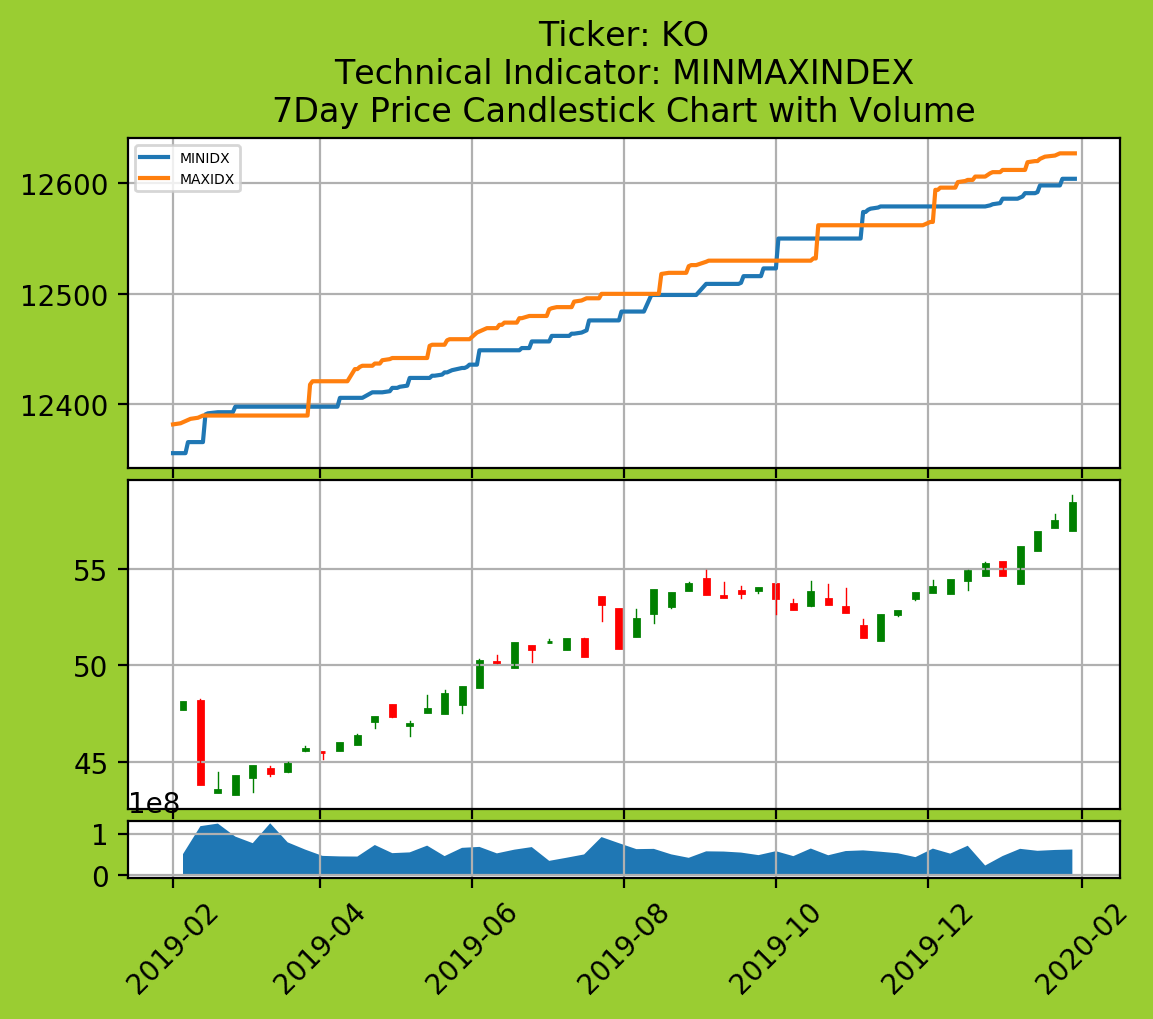 Ticker: KO
Technical Indicator: MINMAXINDEX
7Day Price Candlestick Chart with Volume
MINIDX
MAXIDX
12600
12500
12400
55
50
45
1e8
1
0
2019-02
2019-04
2019-06
2019-08
2019-10
2019-12
2020-02